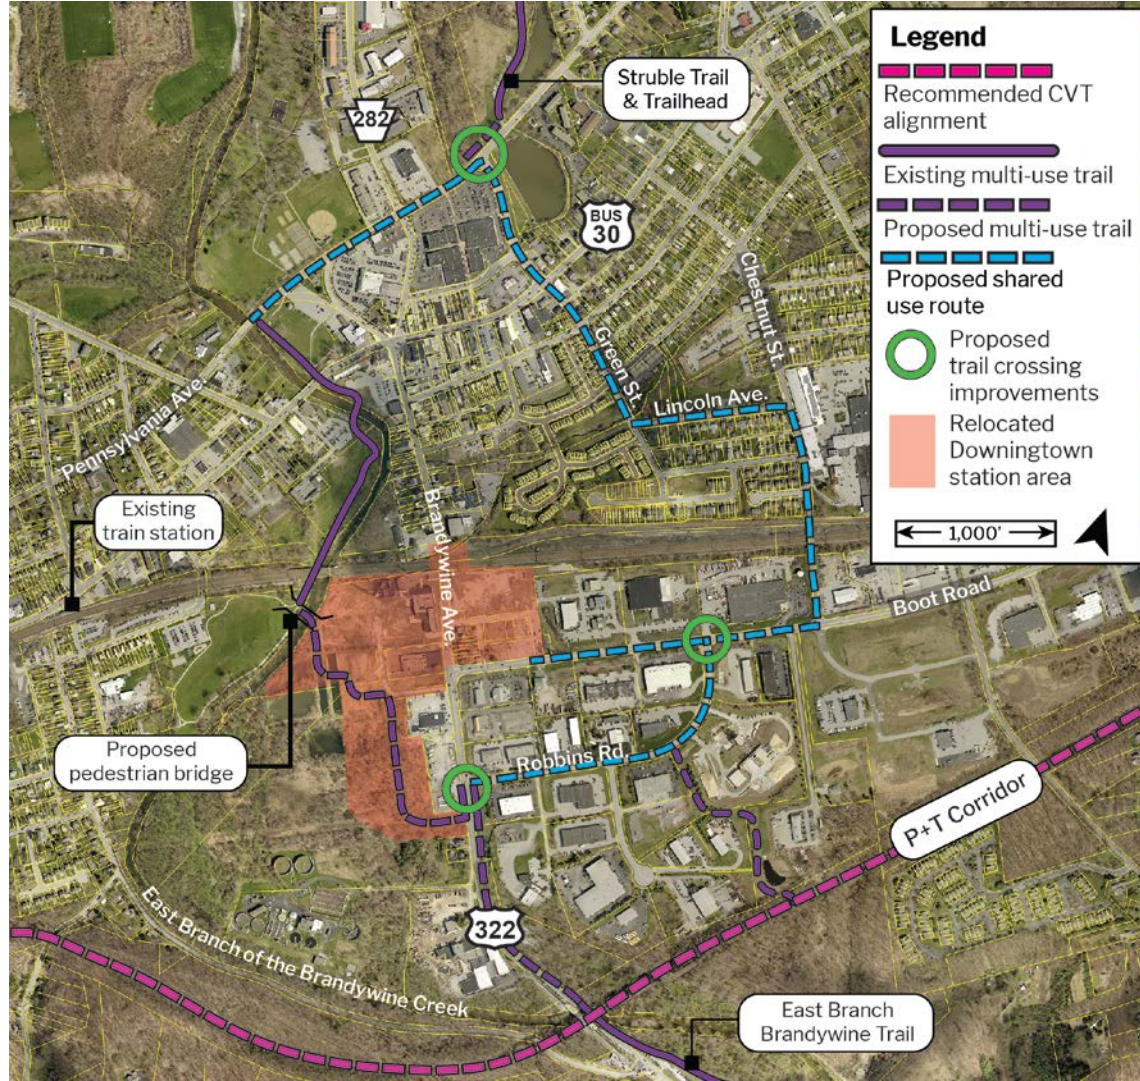 Legend
Recommended CVT
alignment
Existing multi-use trail
Proposed multi-use trail
Proposed shared
use route
Proposed
trail crossing
improvements
Relocated
Downingtown
station area
1,000'
Struble Trail
& Trailhead
282
BUS
30
Chestnut St.
Green St.
Lincoln Ave.
Pennsylvania Ave.
Existing
train station
Brandywine Ave.
Boot Road
Proposed
pedestrian bridge
Robbins Rd.
P+T Corridor
322
East Branch of the Brandywine Creek
East Branch
Brandywine Trail